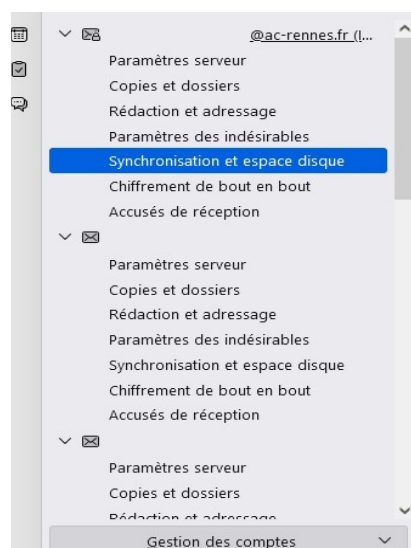 @ac-rennes.fr (I...
Paramètres serveur
Copies et dossiers
Rédaction et adressage
Paramètres des indésirables
Synchronisation et espace disque
Chiffrement de bout en bout
Accusés de réception
Paramètres serveur
Copies et dossiers
Rédaction et adressage
Paramètres des indésirables
Synchronisation et espace disque
Chiffrement de bout en bout
Accusés de réception
Paramètres serveur
Copies et dossiers
Rédaction et adressage
Gestion des comptes